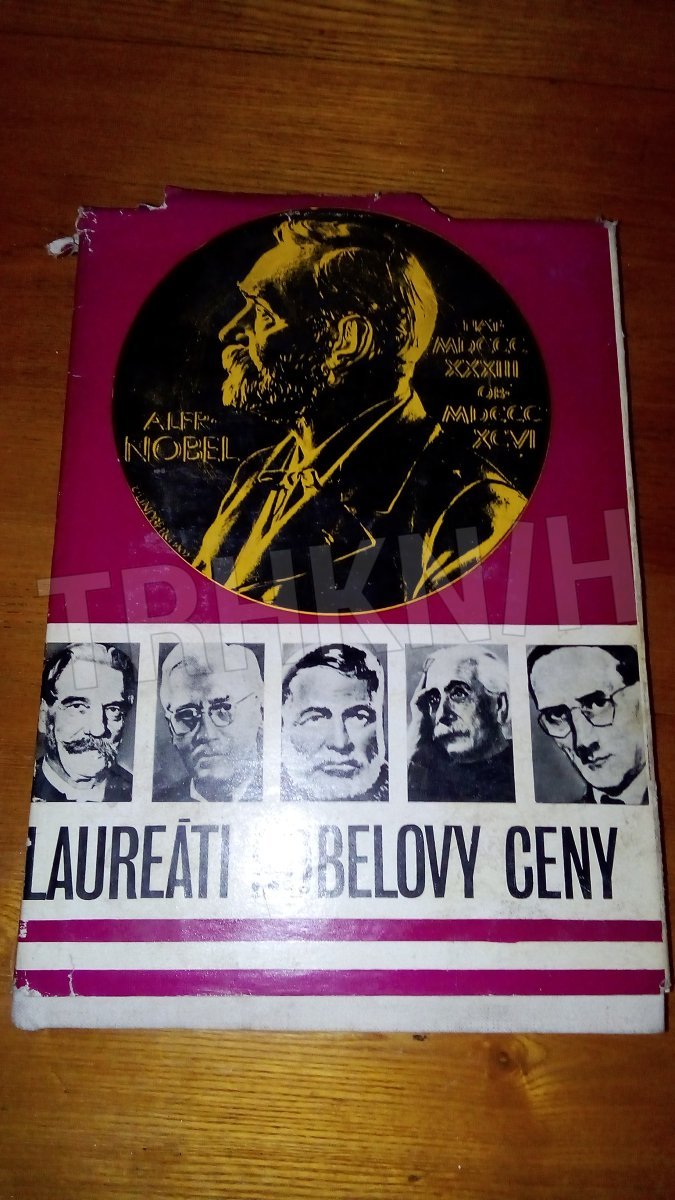 NAT
MDCCC
XXXIII
OB
MDCCC
XCVI
ALFR
NOBEL
TRHKNIH
LAUREÁTI NOBELOVY CENY